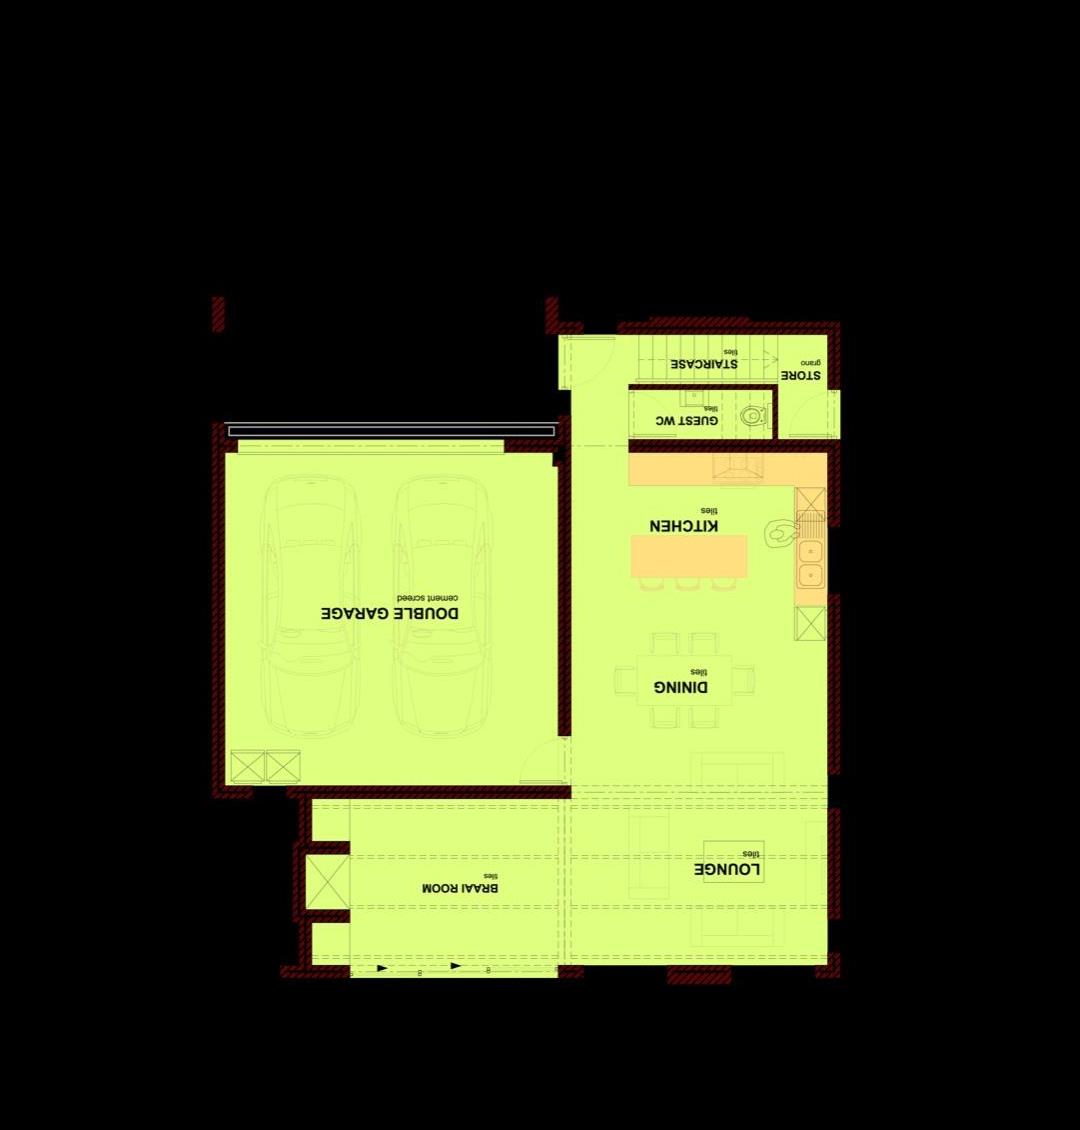 STAIRCASE
tiles
STORE
grano
GUEST WC
tiles
KITCHEN
tiles
DOUBLE GARAGE
cement screed
DINING
tiles
LOUNGE
tiles
BRAAI ROOM
tiles